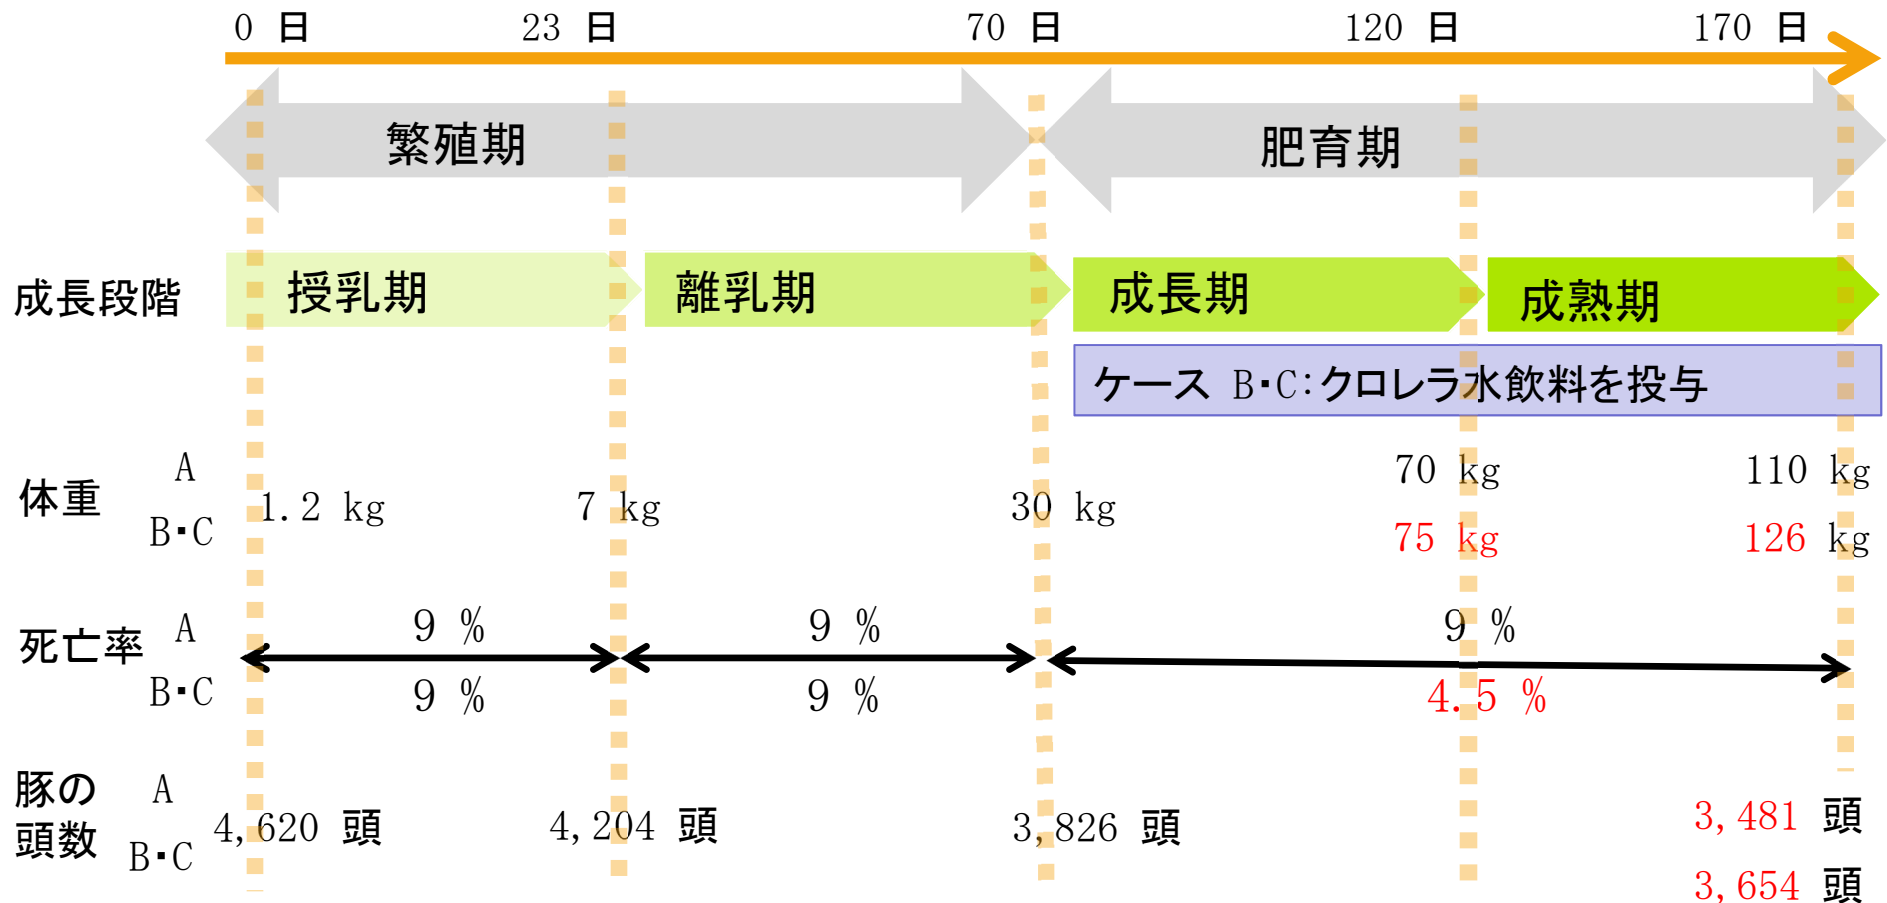 0 日 23 日 70 日 120 日 170 日
繁殖期 肥育期
成長段階 授乳期 離乳期 成長期 成熟期
ケース B・C:クロレラ水飲料を投与
体重 A 70 kg 110 kg
1.2 kg 7 kg 30 kg
B・C 75 kg 126 kg
死亡率 A 9 % 9 % 9 %
B・C 9 % 9 % 4.5 %
豚の A 3,481 頭
頭数 4,620 頭 4,204 頭 3,826 頭
B・C 3,654 頭